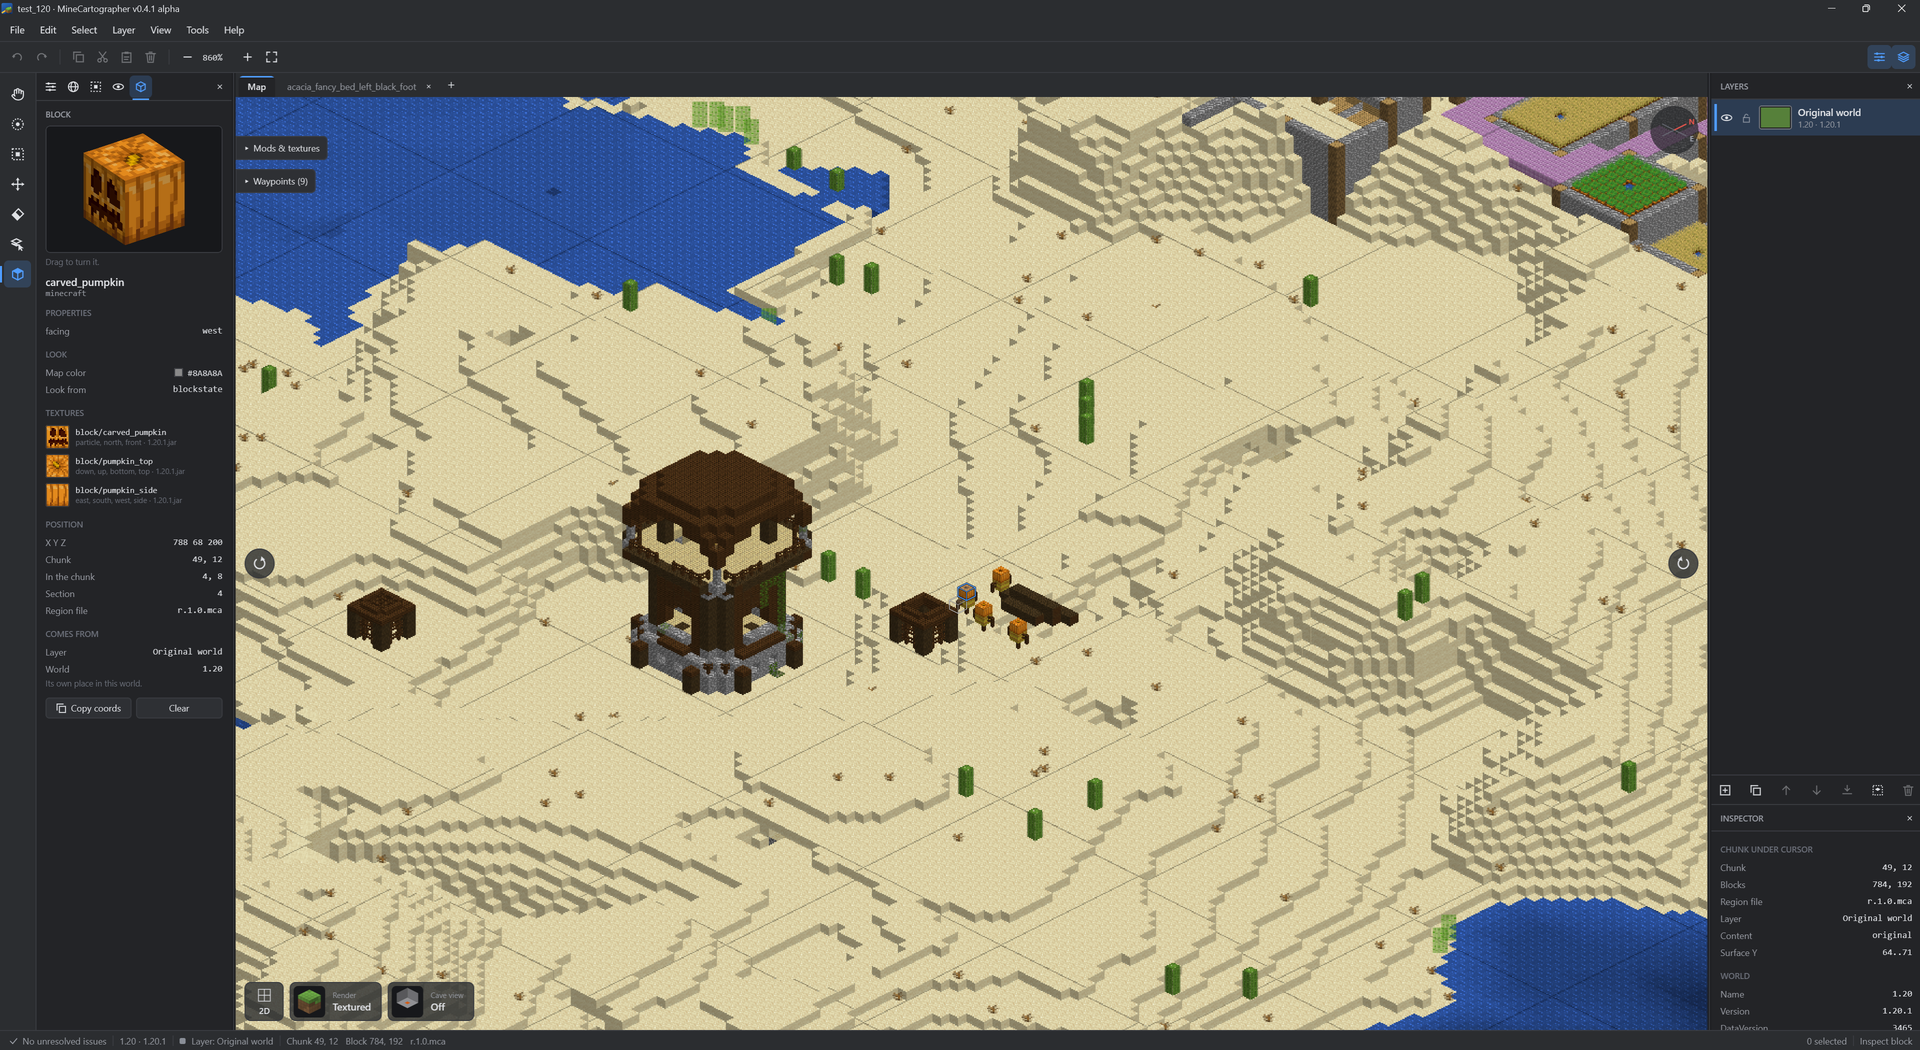 test_120 - MineCartographer v0.4.1 alpha
File Edit Select Layer View Tools Help
860%
Map
acacia_fancy_bed_left_black_foot
BLOCK
Drag to turn it.
carved_pumpkin
minecraft
PROPERTIES
facing west
LOOK
Map color #8A8A8A
Look from blockstate
TEXTURES
block/carved_pumpkin
particle, north, front - 1.20.1.jar
block/pumpkin_top
down, up, bottom, top - 1.20.1.jar
block/pumpkin_side
east, south, west, side - 1.20.1.jar
POSITION
X Y Z 788 68 200
Chunk 49, 12
In the chunk 4, 8
Section 4
Region file r.1.0.mca
COMES FROM
Layer Original world
World 1.20
Its own place in this world.
Copy coords Clear
Mods & textures
Waypoints (9)
N
E
2D
Render
Textured
Cave view
Off
LAYERS
Original world
1.20 - 1.20.1
INSPECTOR
CHUNK UNDER CURSOR
Chunk 49, 12
Blocks 784, 192
Region file r.1.0.mca
Layer Original world
Content original
Surface Y 64..71
WORLD
Name 1.20
Version 1.20.1
DataVersion 3465
No unresolved issues 1.20 - 1.20.1 Layer: Original world Chunk 49, 12 Block 784, 192 r.1.0.mca
0 selected Inspect block